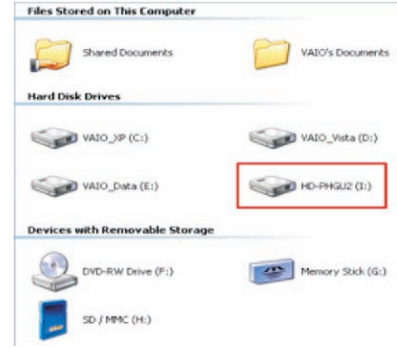 Files Stored on This Computer
Shared Documents
VAIO's Documents
Hard Disk Drives
VAIO_XP (C:)
VAIO_Vista (D:)
VAIO_Data (E:)
HD-PHGU2 (I:)
Devices with Removable Storage
DVD-RW Drive (F:)
Memory Stick (G:)
SD / MMC (H:)